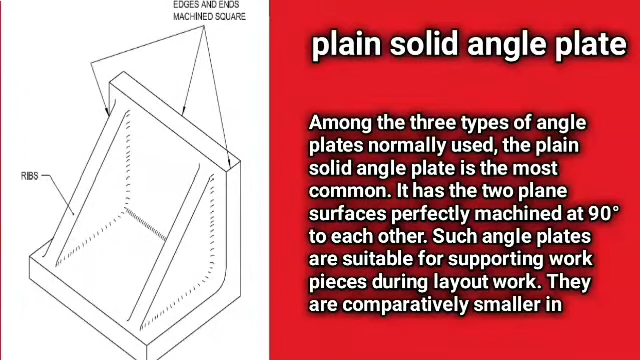 EDGES AND ENDS
MACHINED SQUARE
RIBS
plain solid angle plate
Among the three types of angle
plates normally used, the plain
solid angle plate is the most
common. It has the two plane
surfaces perfectly machined at 90°
to each other. Such angle plates
are suitable for supporting work
pieces during layout work. They
are comparatively smaller in